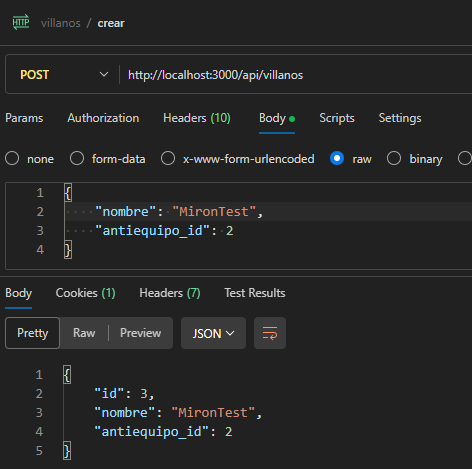 HTTP villanos / crear
POST http://localhost:3000/api/villanos
Params Authorization Headers (10) Body Scripts Settings
none form-data x-www-form-urlencoded raw binary
1 {
2 "nombre": "MironTest",
3 "antiequipo_id": 2
4 }
Body Cookies (1) Headers (7) Test Results
Pretty Raw Preview JSON
1 {
2 "id": 3,
3 "nombre": "MironTest",
4 "antiequipo_id": 2
5 }